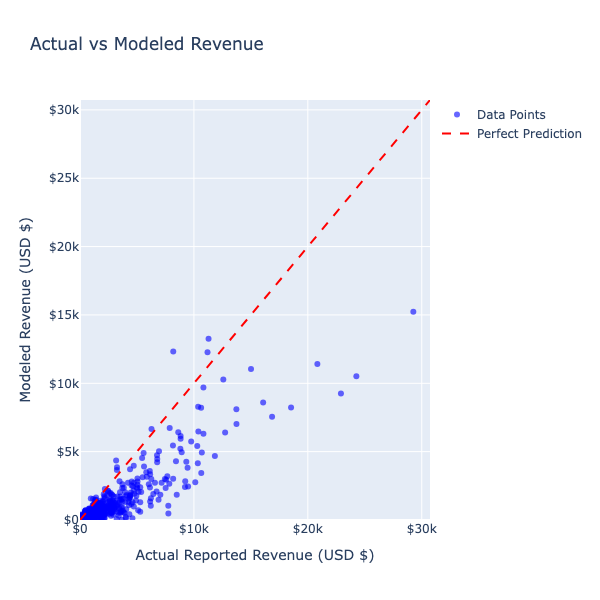 Actual vs Modeled Revenue
Data Points
Perfect Prediction
Modeled Revenue (USD $)
$30k
$25k
$20k
$15k
$10k
$5k
$0
$0
$10k
$20k
$30k
Actual Reported Revenue (USD $)